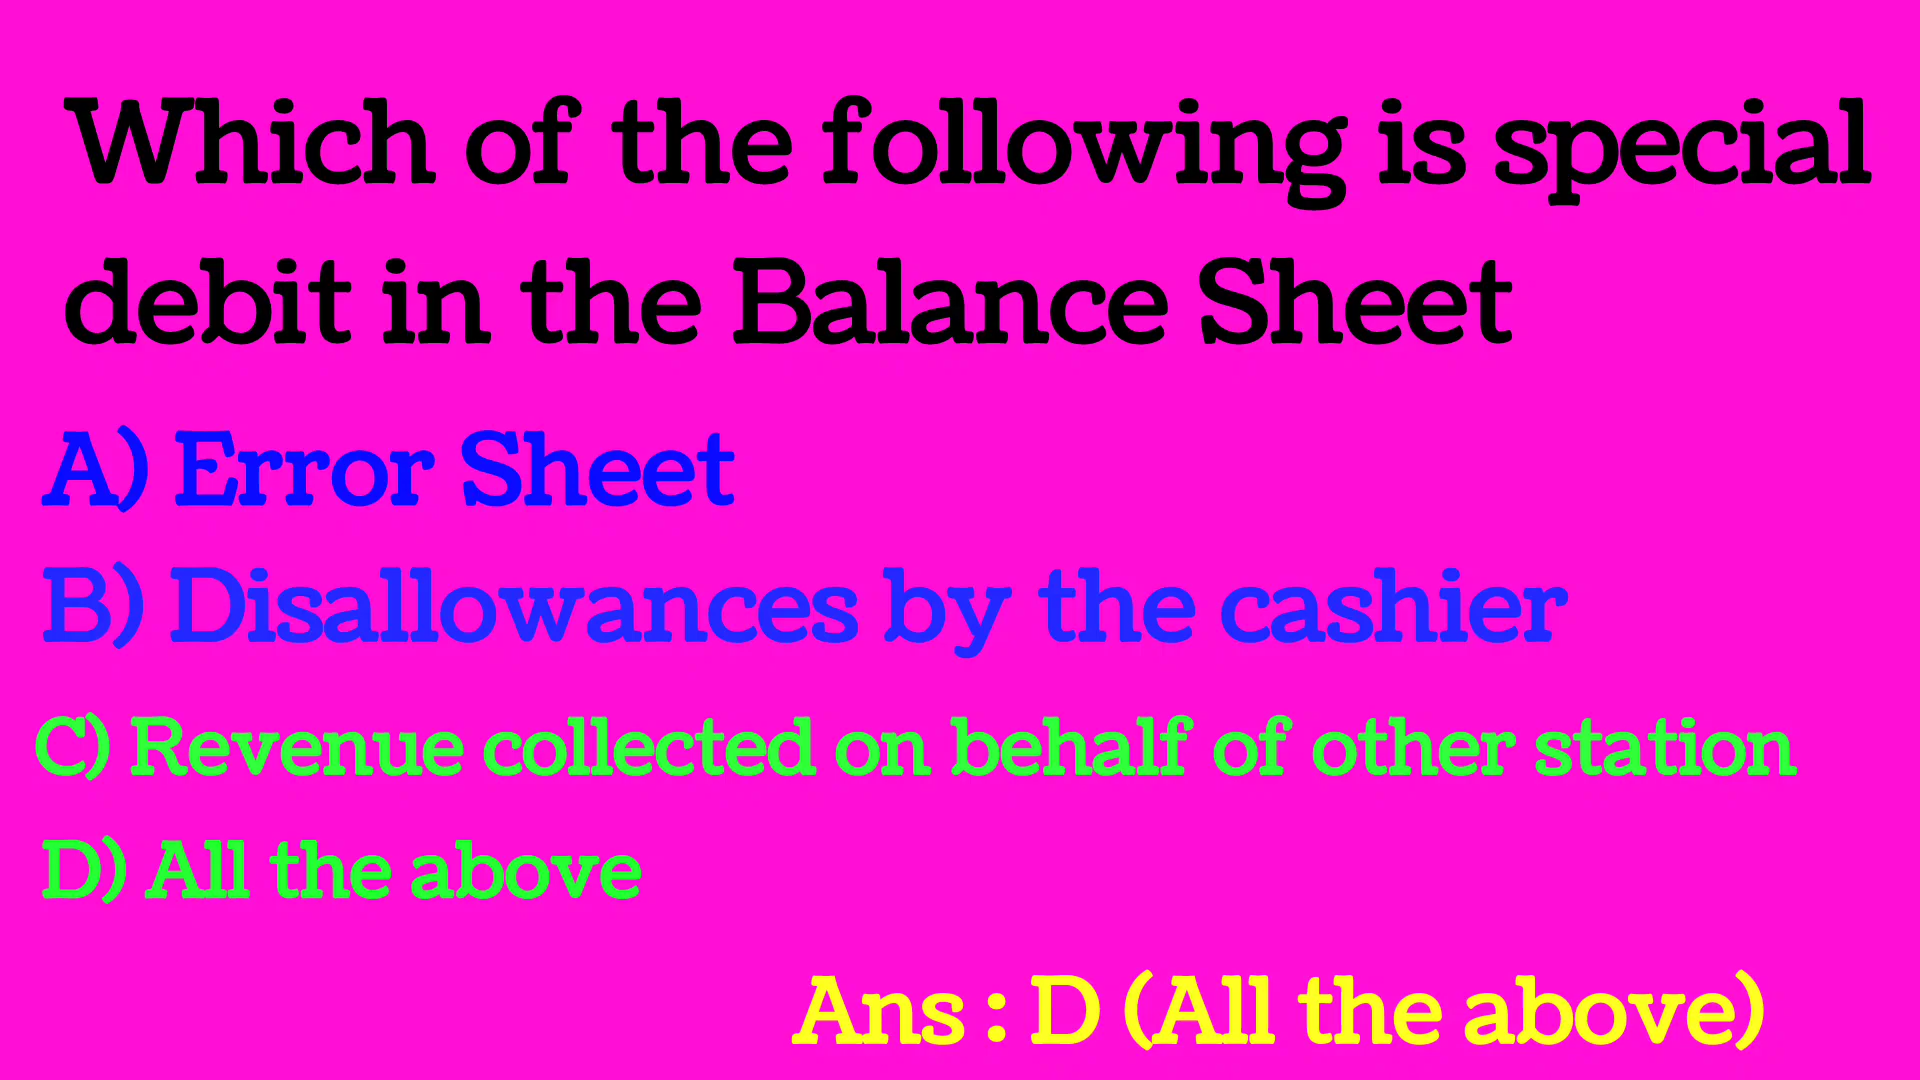 Which of the following is special
debit in the Balance Sheet
A) Error Sheet
B) Disallowances by the cashier
C) Revenue collected on behalf of other station
D) All the above
Ans : D (All the above)